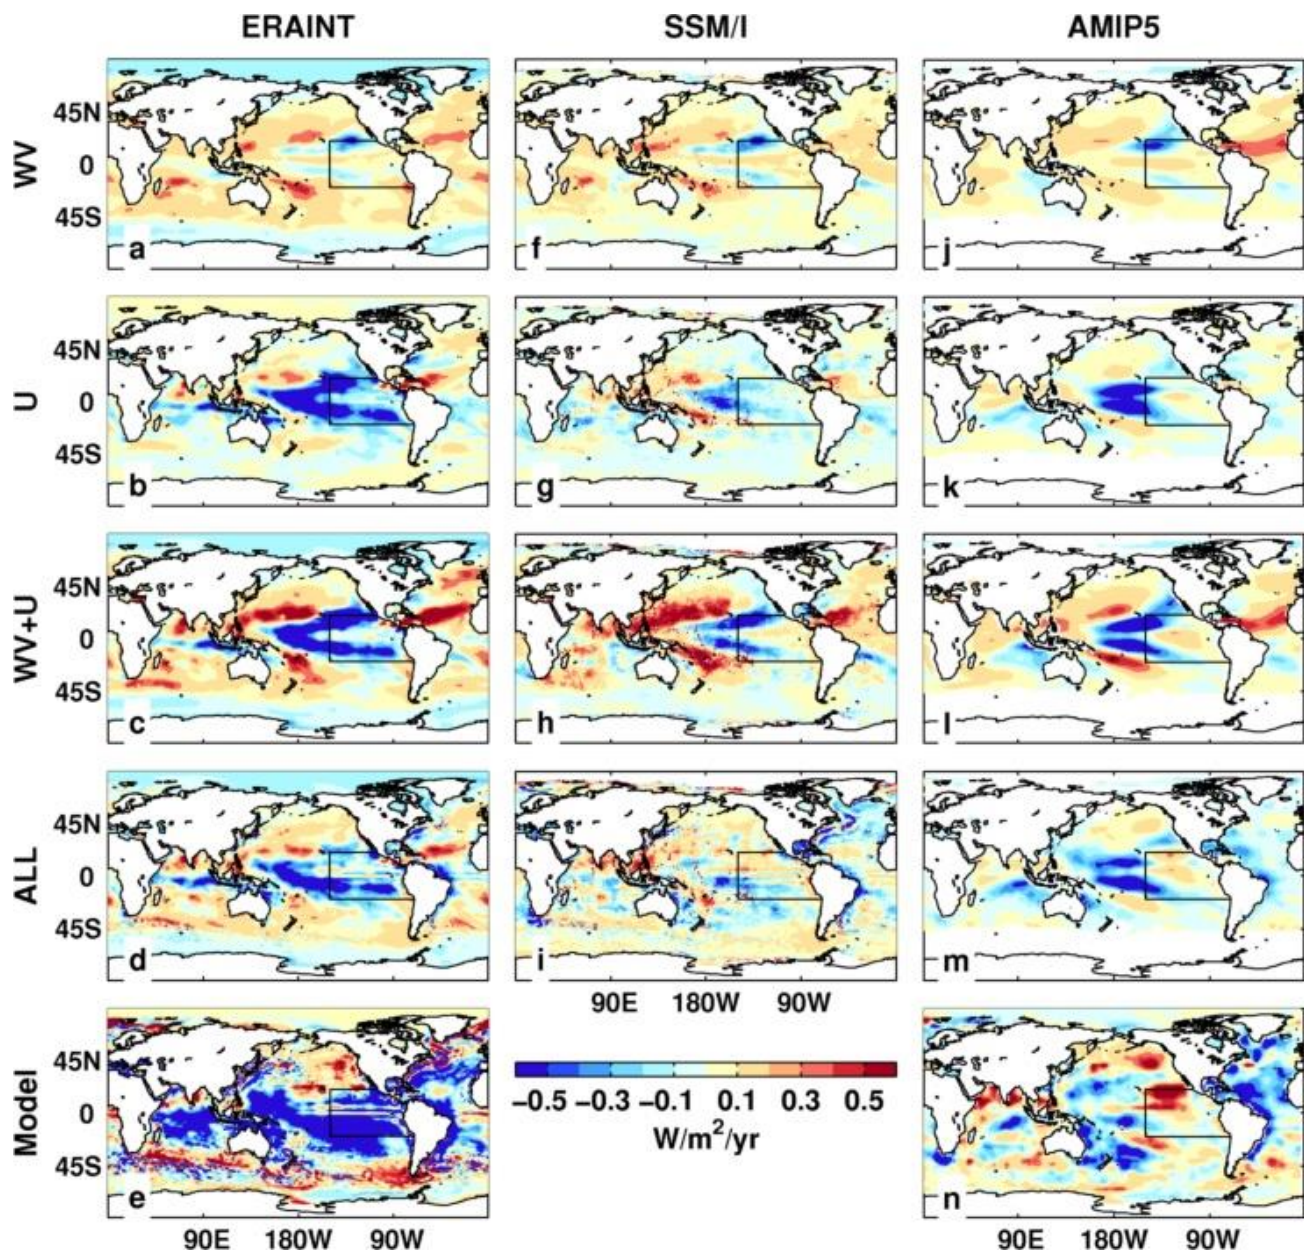 ERAINT SSM/I AMIP5
WV
45N
0
45S
a f j
U
45N
0
45S
b g k
WV+U
45N
0
45S
c h l
ALL
45N
0
45S
d i m
90E 180W 90W
Model
45N
0
45S
−0.5 −0.3 −0.1 0.1 0.3 0.5
W/m²/yr
e n
90E 180W 90W 90E 180W 90W